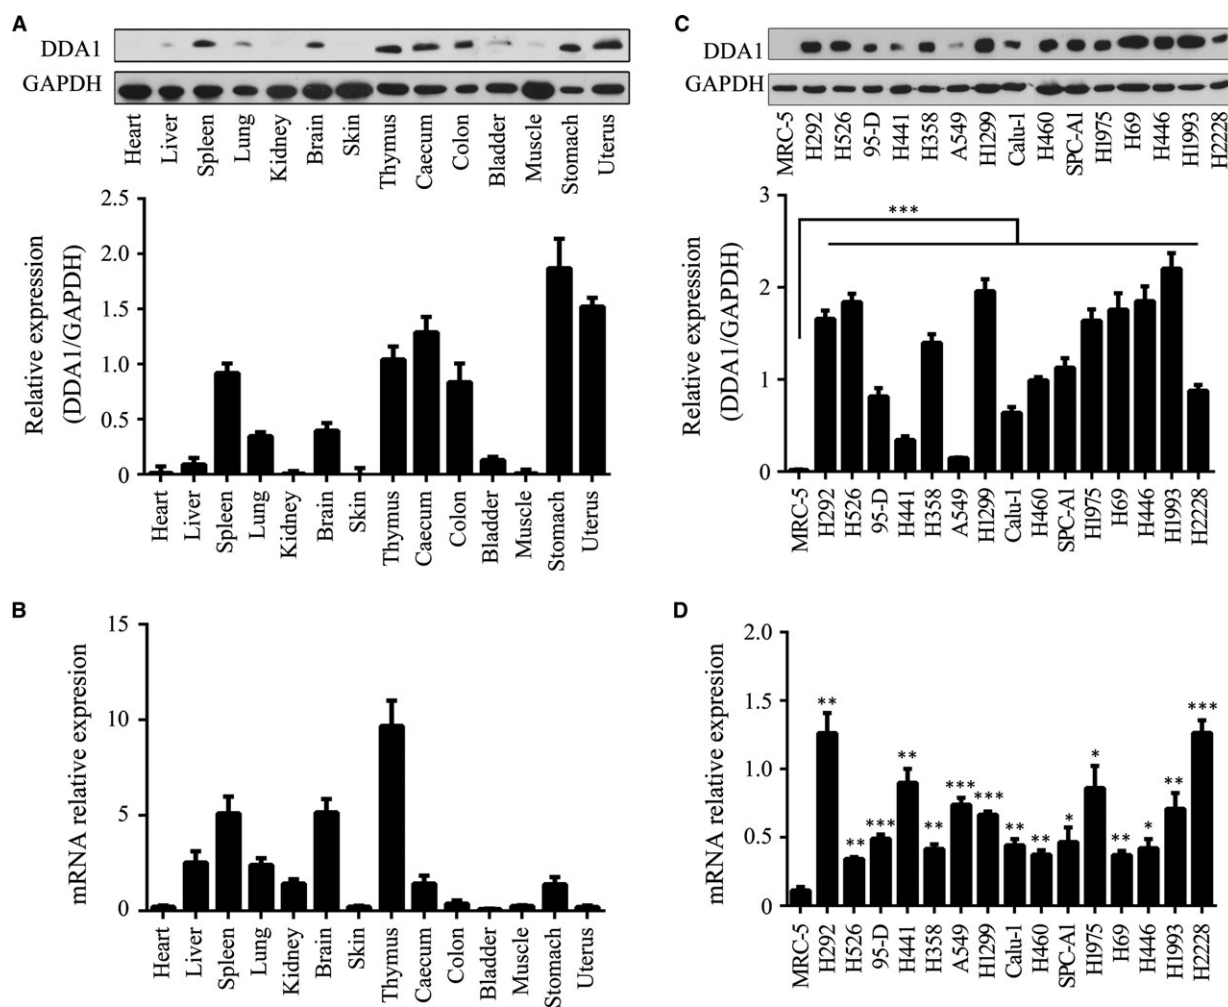 A
DDA1
GAPDH
Heart
Liver
Spleen
Lung
Kidney
Brain
Skin
Thymus
Caecum
Colon
Bladder
Muscle
Stomach
Uterus
Relative expression
(DDA1/GAPDH)
2.5
2.0
1.5
1.0
0.5
0
Heart
Liver
Spleen
Lung
Kidney
Brain
Skin
Thymus
Caecum
Colon
Bladder
Muscle
Stomach
Uterus
B
mRNA relative expresion
15
10
5
0
Heart
Liver
Spleen
Lung
Kidney
Brain
Skin
Thymus
Caecum
Colon
Bladder
Muscle
Stomach
Uterus
C
DDA1
GAPDH
MRC-5
H292
H526
95-D
H441
H358
A549
H1299
Calu-1
H460
SPC-A1
H1975
H69
H446
H1993
H2228
Relative expression
(DDA1/GAPDH)
3
2
1
0
***
MRC-5
H292
H526
95-D
H441
H358
A549
H1299
Calu-1
H460
SPC-A1
H1975
H69
H446
H1993
H2228
D
mRNA relative expresion
2.0
1.5
1.0
0.5
0
**
**
***
**
**
***
***
**
**
*
*
**
*
**
***
MRC-5
H292
H526
95-D
H441
H358
A549
H1299
Calu-1
H460
SPC-A1
H1975
H69
H446
H1993
H2228